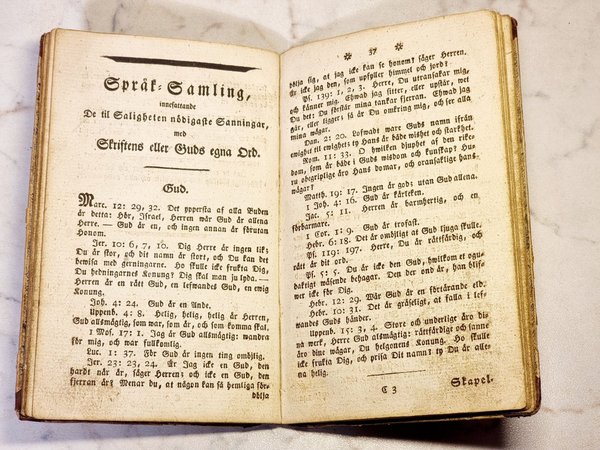 Språk-Samling,
innefattande
De til Saligheten nödigaste Sanningar,
med
Skriftens eller Guds egna Ord.
Gud.
Marc. 12: 29, 32. Det yppersta af alla Buden
är detta: Hör, Israel, Herren wår Gud är allena
Herre. — Gud är en, och ingen annan är förutan
Honom.
Jer. 10: 6, 7, 10. Dig Herre är ingen lik;
Du är stor, och dit namn är stort, och Du kan det
bewisa med gerningarne. Ho skulle icke frukta Dig,
Du hedningarnes Konung? Dig skal man ju lyda. —
Herren är en rätt Gud, en lefwandes Gud, en ewig
Konung.
Joh. 4: 24. Gud är en Ande.
Uppenb. 4: 8. Helig, helig, helig är Herren,
Gud allsmägtig, som war, som är, och som komma skal.
1 Mos. 17: 1. Jag är Gud allsmägtig: wandra
för mig, och war fullkomlig.
Luc. 1: 37. För Gud är ingen ting omöjlig.
Jer. 23: 23, 24. Är Jag icke en Gud, den
hardt när är, säger Herren: och icke en Gud, den
fjerran är? Menar du, at någon kan så hemliga för-
dölja
* 37 *
dölja sig, at jag icke kan se honom? säger Herren.
Är icke jag den, som upfyller himmel och jord?
Ps. 139: 1, 2, 3. Herre, Du utransakar mig,
och känner mig. Ehwad jag sitter, eller upstår, wet
Du det: Du förstår mina tankar fjerran. Ehwad jag
går, eller ligger: så är Du omkring mig, och ser alla
mina wägar.
Dan. 2: 20. Lofwadt ware Guds namn ifrån
ewighet til ewighet: ty Hans är både wishet och starkhet.
Rom. 11: 33. O hwilken djuphet af den rike-
dom, som är både i Guds wisdom och kunskap? Hu-
ru obegriplige äro Hans domar, och oransaklige hans
wägar?
Matth. 19: 17. Ingen är god: utan Gud allena.
1 Joh. 4: 16. Gud är kärleken.
Jac. 5: 11. Herren är barmhertig, och en
förbarmare.
1 Cor. 1: 9. Gud är trofast.
Hebr. 6: 18. Det är omöjligt at Gud ljuga skulle.
Ps. 119: 197. Herre, Du är rättfärdig, och
rätt är dit ord.
Ps. 5: 5. Du är icke den Gud, hwilkom et ogu-
daktigt wäsende behagar. Den der ond är, han blif-
wer icke för Dig.
Hebr. 12: 29. Wår Gud är en förtärande eld.
Hebr. 10: 31. Det är gräseligt, at falla i lef-
wandes Guds händer.
Uppenb. 15: 3, 4. Store och underlige äro di-
na werk, Herre Gud allsmägtig: rättfärdige och sanne
äro dine wägar, Du helgonens Konung. Ho skulle
icke frukta Dig, och prisa Dit namn? ty Du är alle-
na helig.
C 3
Skapel-